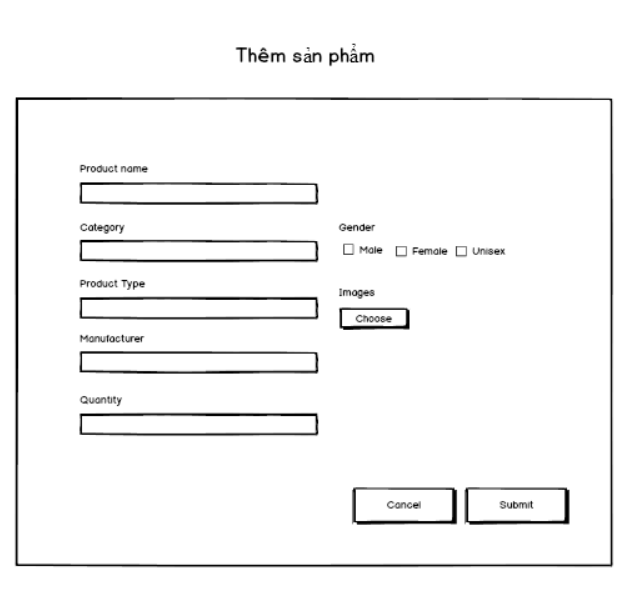 Thêm sản phẩm
Product name
Category
Gender
Male Female Unisex
Product Type
Images
Choose
Manufacturer
Quantity
Cancel Submit